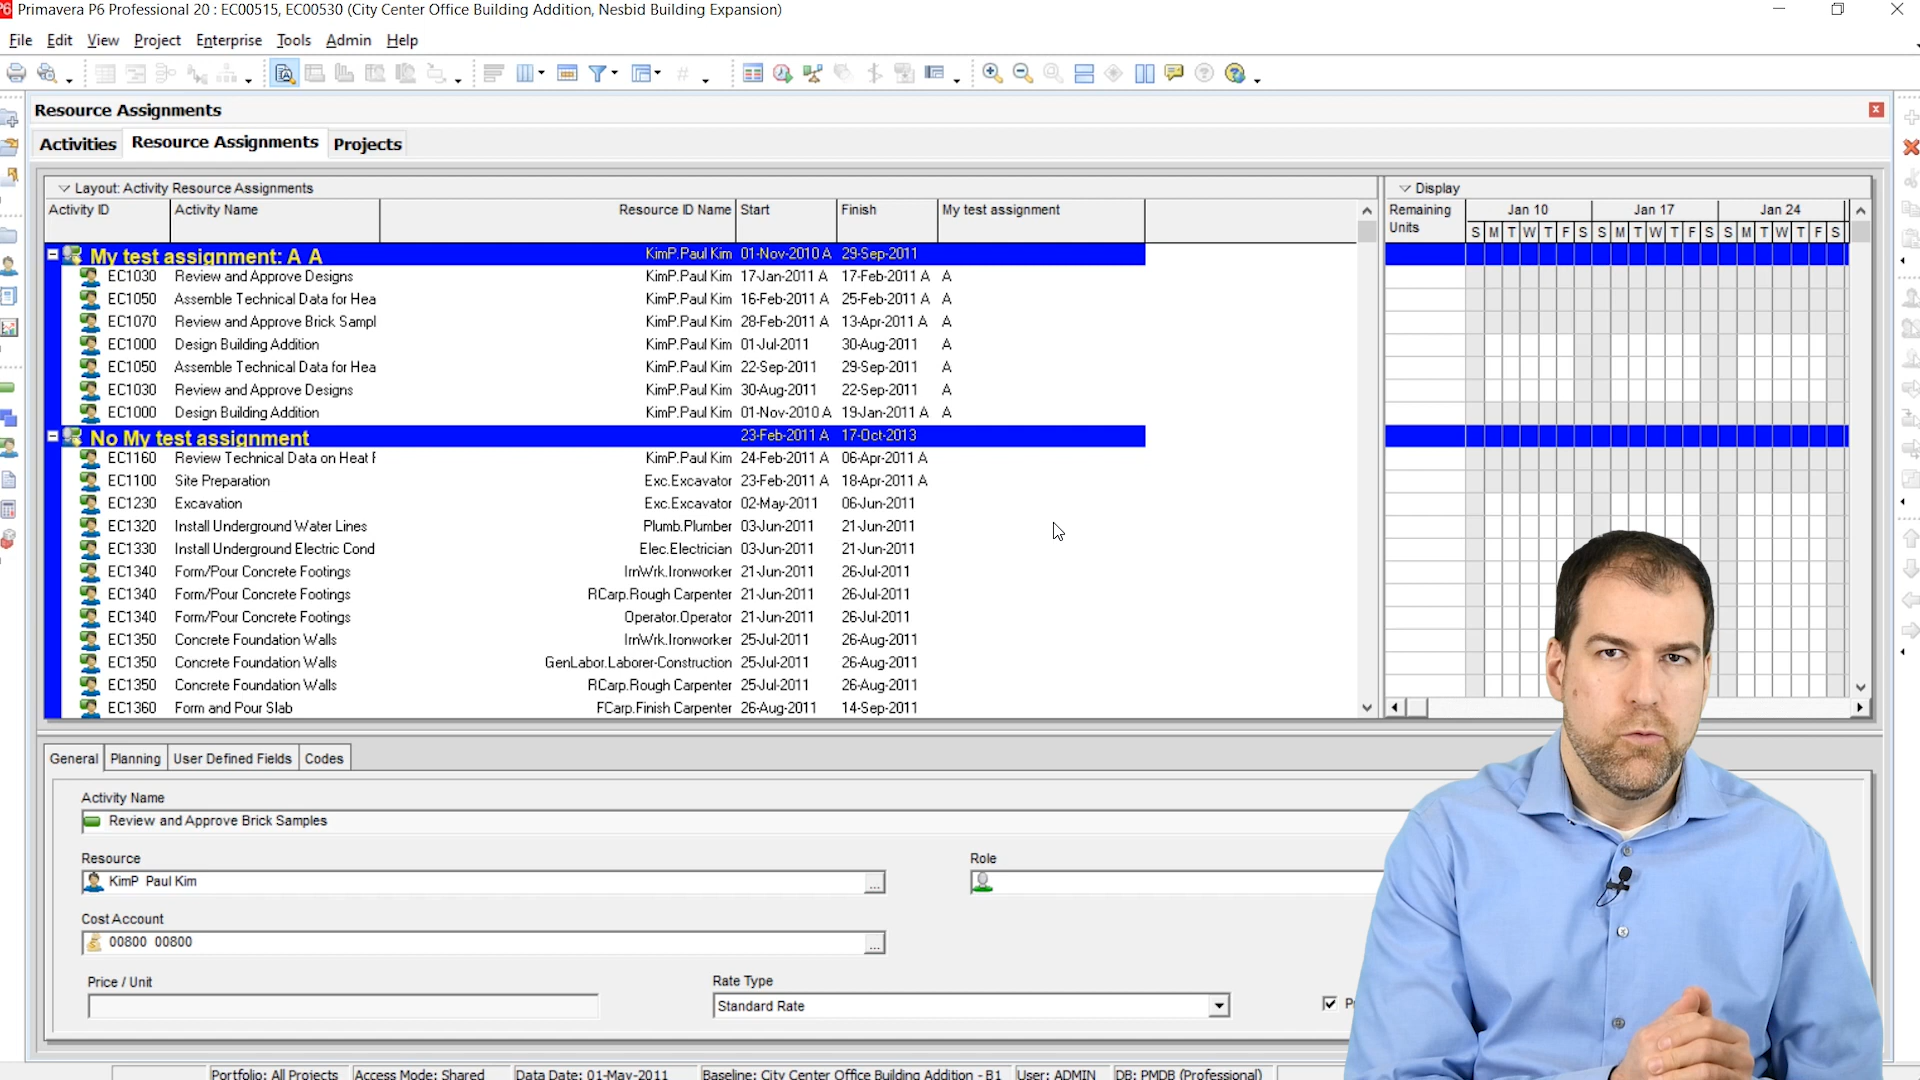 Primavera P6 Professional 20 : EC00515, EC00530 (City Center Office Building Addition, Nesbid Building Expansion)
File Edit View Project Enterprise Tools Admin Help
Resource Assignments
Activities Resource Assignments Projects
Layout: Activity Resource Assignments Display
Activity ID Activity Name Resource ID Name Start Finish My test assignment Remaining Units Jan 10 Jan 17 Jan 24
S M T W T F S S M T W T F S S M T W T F S
My test assignment: A A KimP.Paul Kim 01-Nov-2010 A 29-Sep-2011
EC1030 Review and Approve Designs KimP.Paul Kim 17-Jan-2011 A 17-Feb-2011 A A
EC1050 Assemble Technical Data for Hea KimP.Paul Kim 16-Feb-2011 A 25-Feb-2011 A A
EC1070 Review and Approve Brick Sampl KimP.Paul Kim 28-Feb-2011 A 13-Apr-2011 A A
EC1000 Design Building Addition KimP.Paul Kim 01-Jul-2011 30-Aug-2011 A
EC1050 Assemble Technical Data for Hea KimP.Paul Kim 22-Sep-2011 29-Sep-2011 A
EC1030 Review and Approve Designs KimP.Paul Kim 30-Aug-2011 22-Sep-2011 A
EC1000 Design Building Addition KimP.Paul Kim 01-Nov-2010 A 19-Jan-2011 A A
No My test assignment 23-Feb-2011 A 17-Oct-2013
EC1160 Review Technical Data on Heat KimP.Paul Kim 24-Feb-2011 A 06-Apr-2011 A
EC1100 Site Preparation Exc.Excavator 23-Feb-2011 A 18-Apr-2011 A
EC1230 Excavation Exc.Excavator 02-May-2011 06-Jun-2011
EC1320 Install Underground Water Lines Plumb.Plumber 03-Jun-2011 21-Jun-2011
EC1330 Install Underground Electric Cond Elec.Electrician 03-Jun-2011 21-Jun-2011
EC1340 Form/Pour Concrete Footings IrnWrk.Ironworker 21-Jun-2011 26-Jul-2011
EC1340 Form/Pour Concrete Footings RCarp.Rough Carpenter 21-Jun-2011 26-Jul-2011
EC1340 Form/Pour Concrete Footings Operator.Operator 21-Jun-2011 26-Jul-2011
EC1350 Concrete Foundation Walls IrnWrk.Ironworker 25-Jul-2011 26-Aug-2011
EC1350 Concrete Foundation Walls GenLabor.Laborer-Construction 25-Jul-2011 26-Aug-2011
EC1350 Concrete Foundation Walls RCarp.Rough Carpenter 25-Jul-2011 26-Aug-2011
EC1360 Form and Pour Slab FCarp.Finish Carpenter 26-Aug-2011 14-Sep-2011
General Planning User Defined Fields Codes
Activity Name
Review and Approve Brick Samples
Resource Role
KimP Paul Kim ...
Cost Account
00800 00800 ...
Price / Unit Rate Type
Standard Rate
Portfolio: All Projects Access Mode: Shared Data Date: 01-May-2011 Baseline: City Center Office Building Addition - B1 User: ADMIN DB: PMDB (Professional)